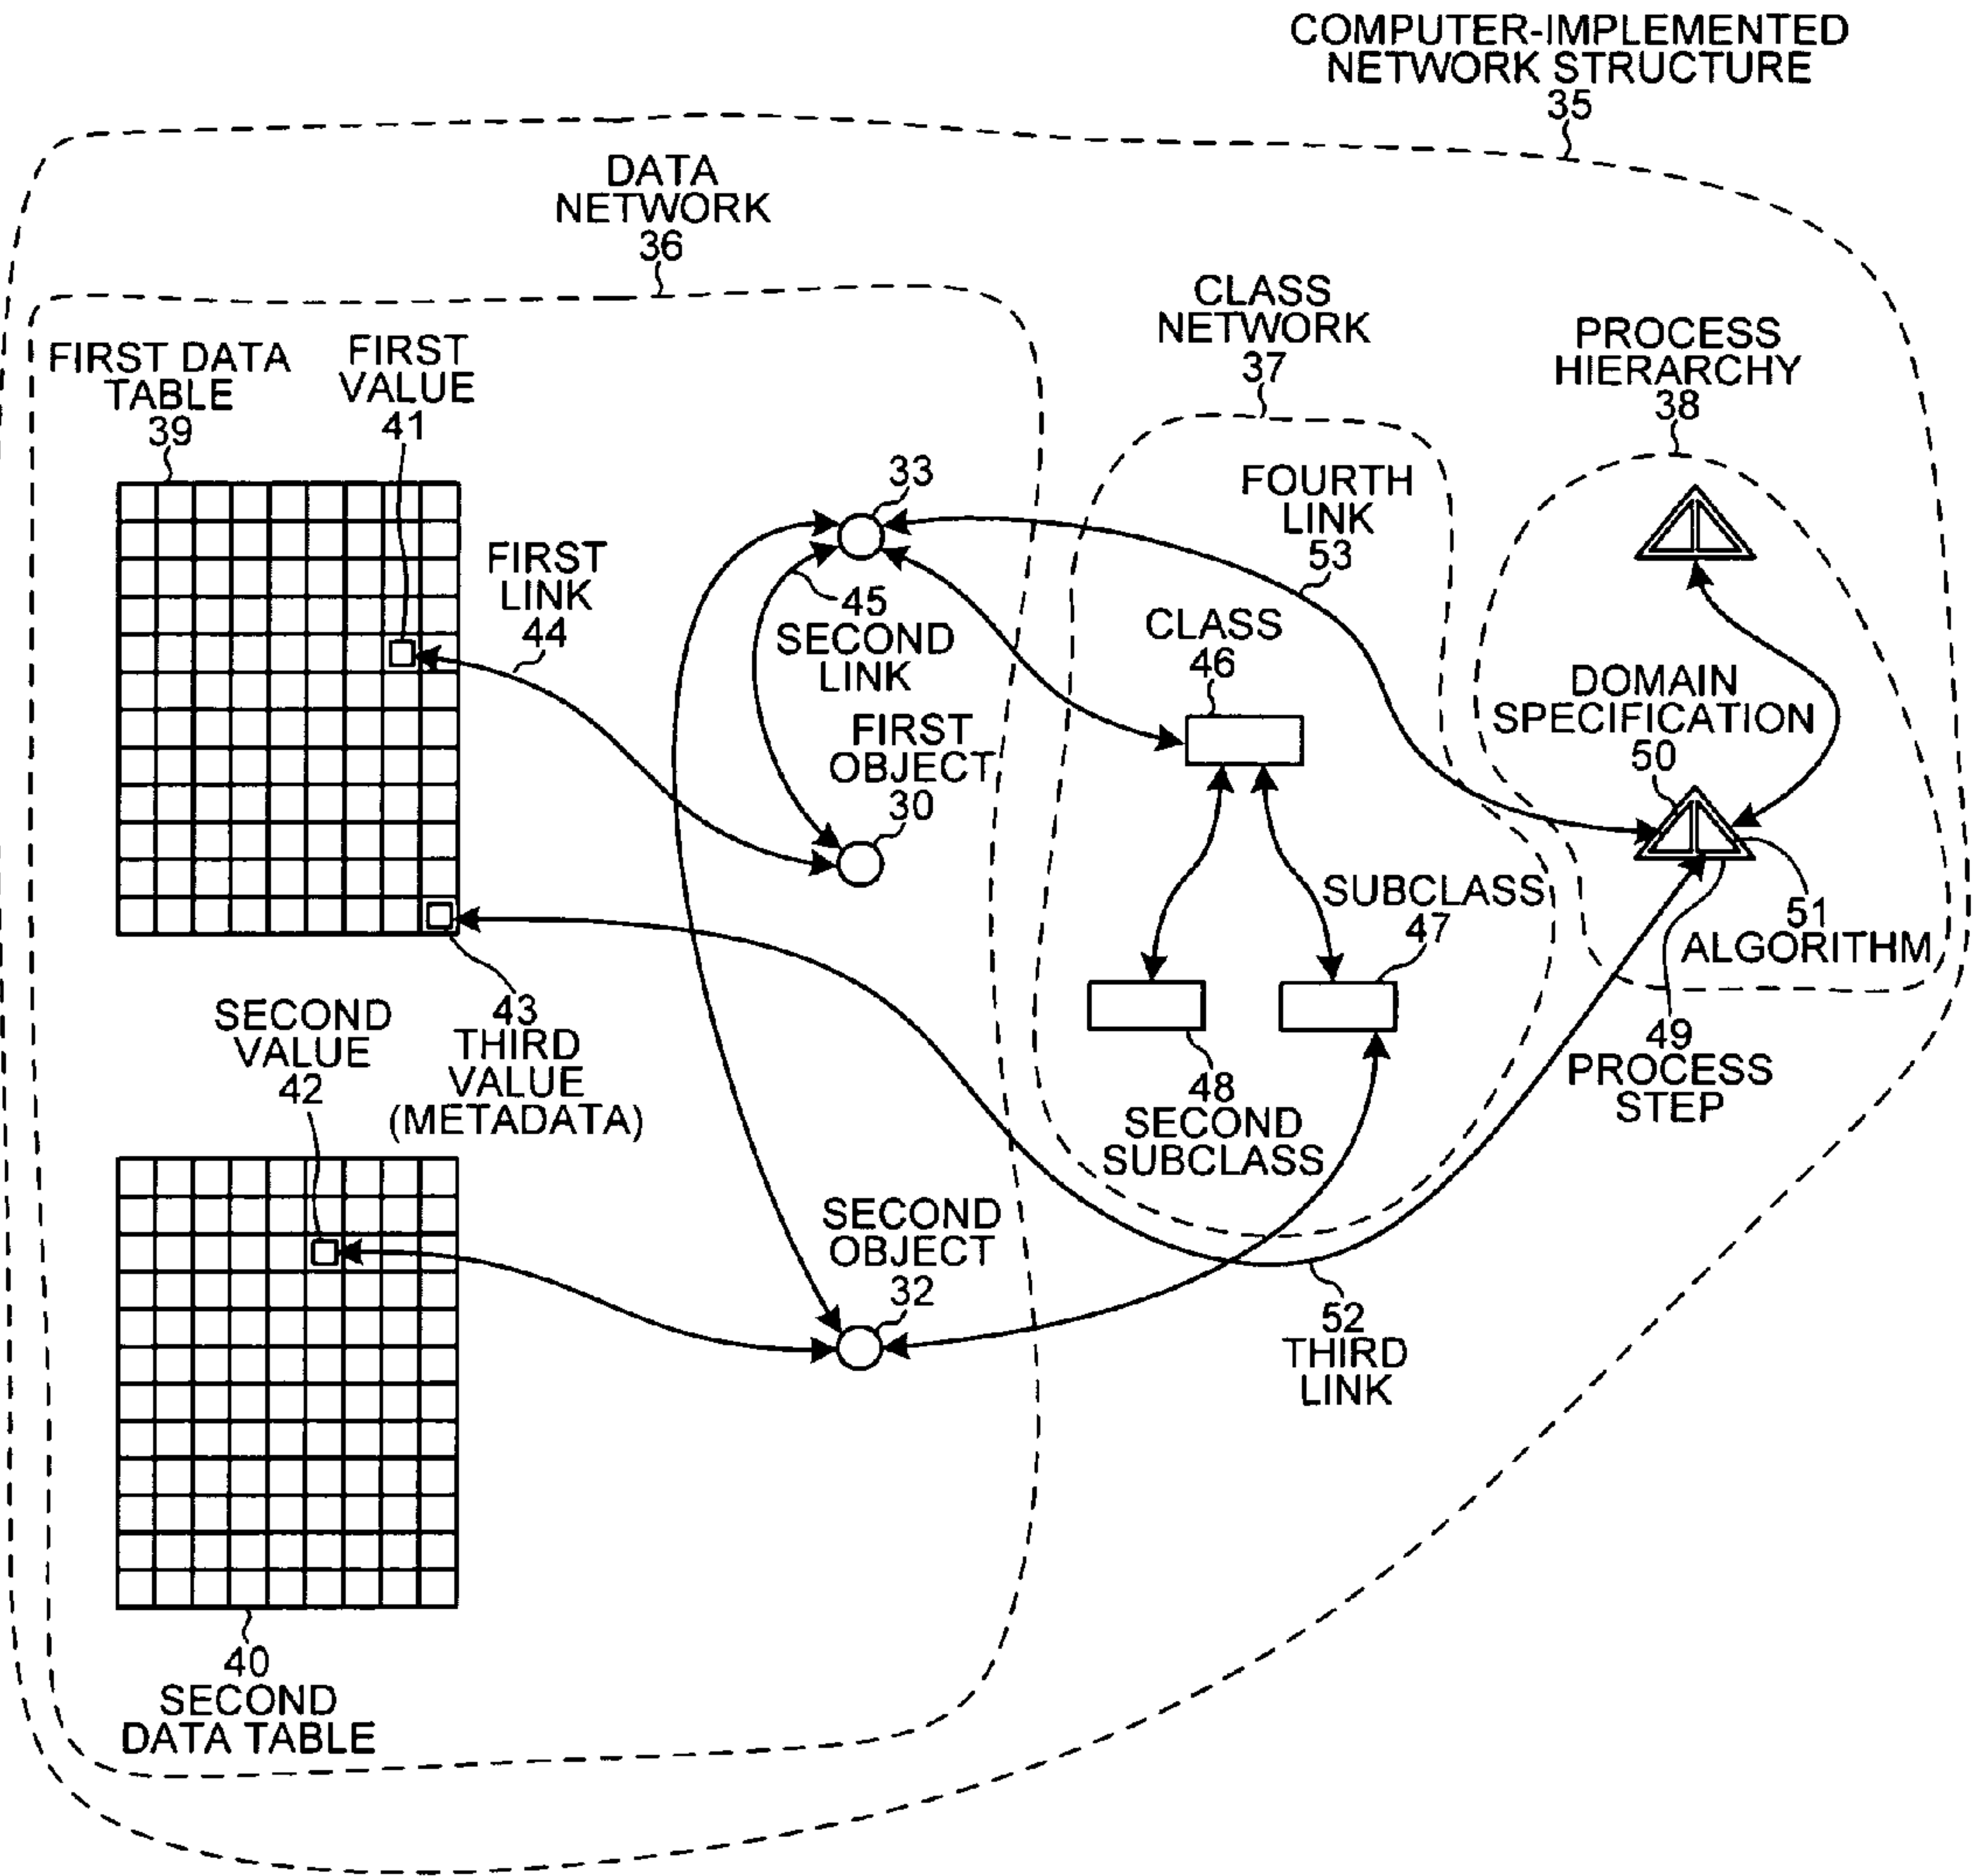 COMPUTER-IMPLEMENTED
NETWORK STRUCTURE
35
DATA
NETWORK
36
CLASS
NETWORK
37
PROCESS
HIERARCHY
38
FIRST DATA
TABLE
39
FIRST
VALUE
41
33
FOURTH
LINK
53
FIRST
LINK
44
45
SECOND
LINK
CLASS
46
DOMAIN
SPECIFICATION
50
FIRST
OBJECT
30
SUBCLASS
47
51
ALGORITHM
SECOND
VALUE
42
43
THIRD
VALUE
(METADATA)
48
SECOND
SUBCLASS
49
PROCESS
STEP
SECOND
OBJECT
32
52
THIRD
LINK
40
SECOND
DATA TABLE